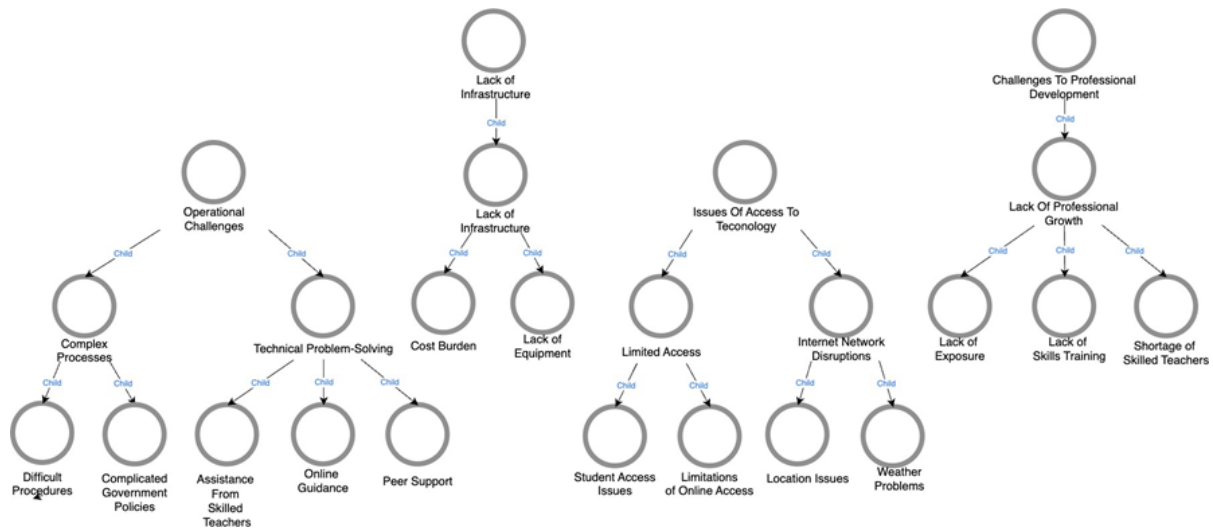 Lack of
Infrastructure
Challenges To Professional
Development
Child
Child
Operational
Challenges
Lack of
Infrastructure
Issues Of Access To
Teconology
Lack Of Professional
Growth
Child
Child
Child
Child
Child
Child
Child
Child
Child
Complex
Processes
Technical Problem-Solving
Cost Burden
Lack of
Equipment
Limited Access
Internet Network
Disruptions
Lack of
Exposure
Lack of
Skills Training
Shortage of
Skilled Teachers
Child
Child
Child
Child
Child
Child
Child
Child
Child
Difficult
Procedures
Complicated
Government
Policies
Assistance
From
Skilled
Teachers
Online
Guidance
Peer Support
Student Access
Issues
Limitations
of Online Access
Location Issues
Weather
Problems